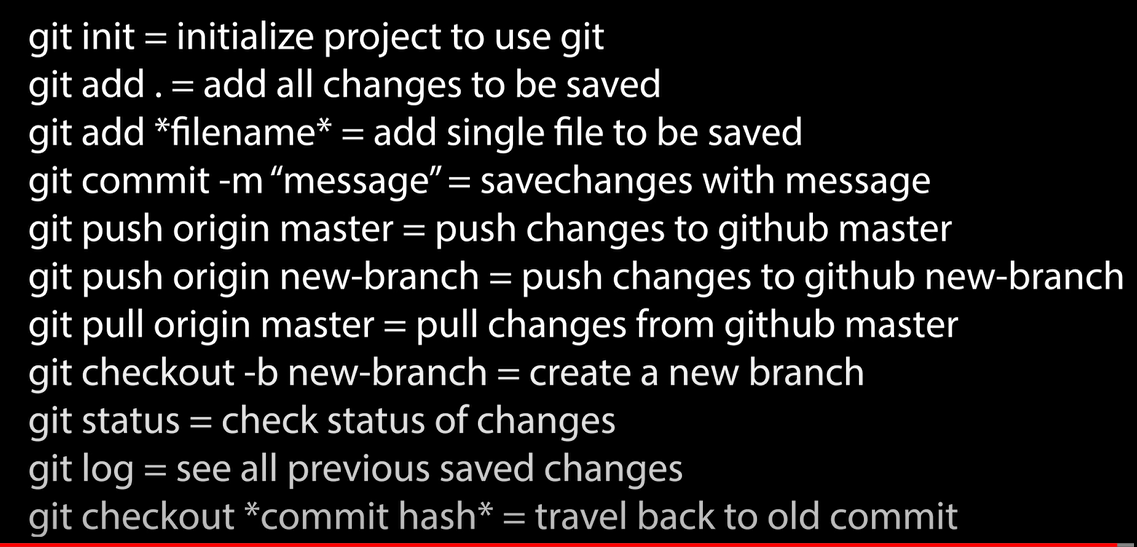 git init = initialize project to use git
git add . = add all changes to be saved
git add *filename* = add single file to be saved
git commit -m “message” = savechanges with message
git push origin master = push changes to github master
git push origin new-branch = push changes to github new-branch
git pull origin master = pull changes from github master
git checkout -b new-branch = create a new branch
git status = check status of changes
git log = see all previous saved changes
git checkout *commit hash* = travel back to old commit